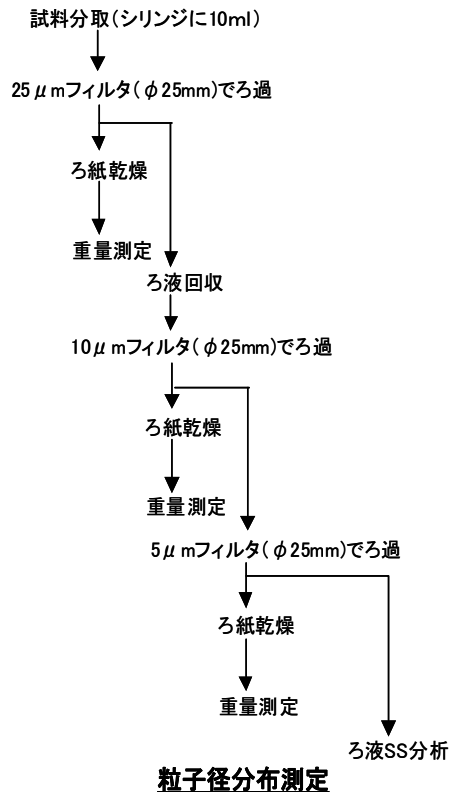 試料分取(シリンジに10ml)
25μmフィルタ(φ25mm)でろ過
ろ紙乾燥
重量測定
ろ液回収
10μmフィルタ(φ25mm)でろ過
ろ紙乾燥
重量測定
5μmフィルタ(φ25mm)でろ過
ろ紙乾燥
重量測定
ろ液SS分析
粒子径分布測定